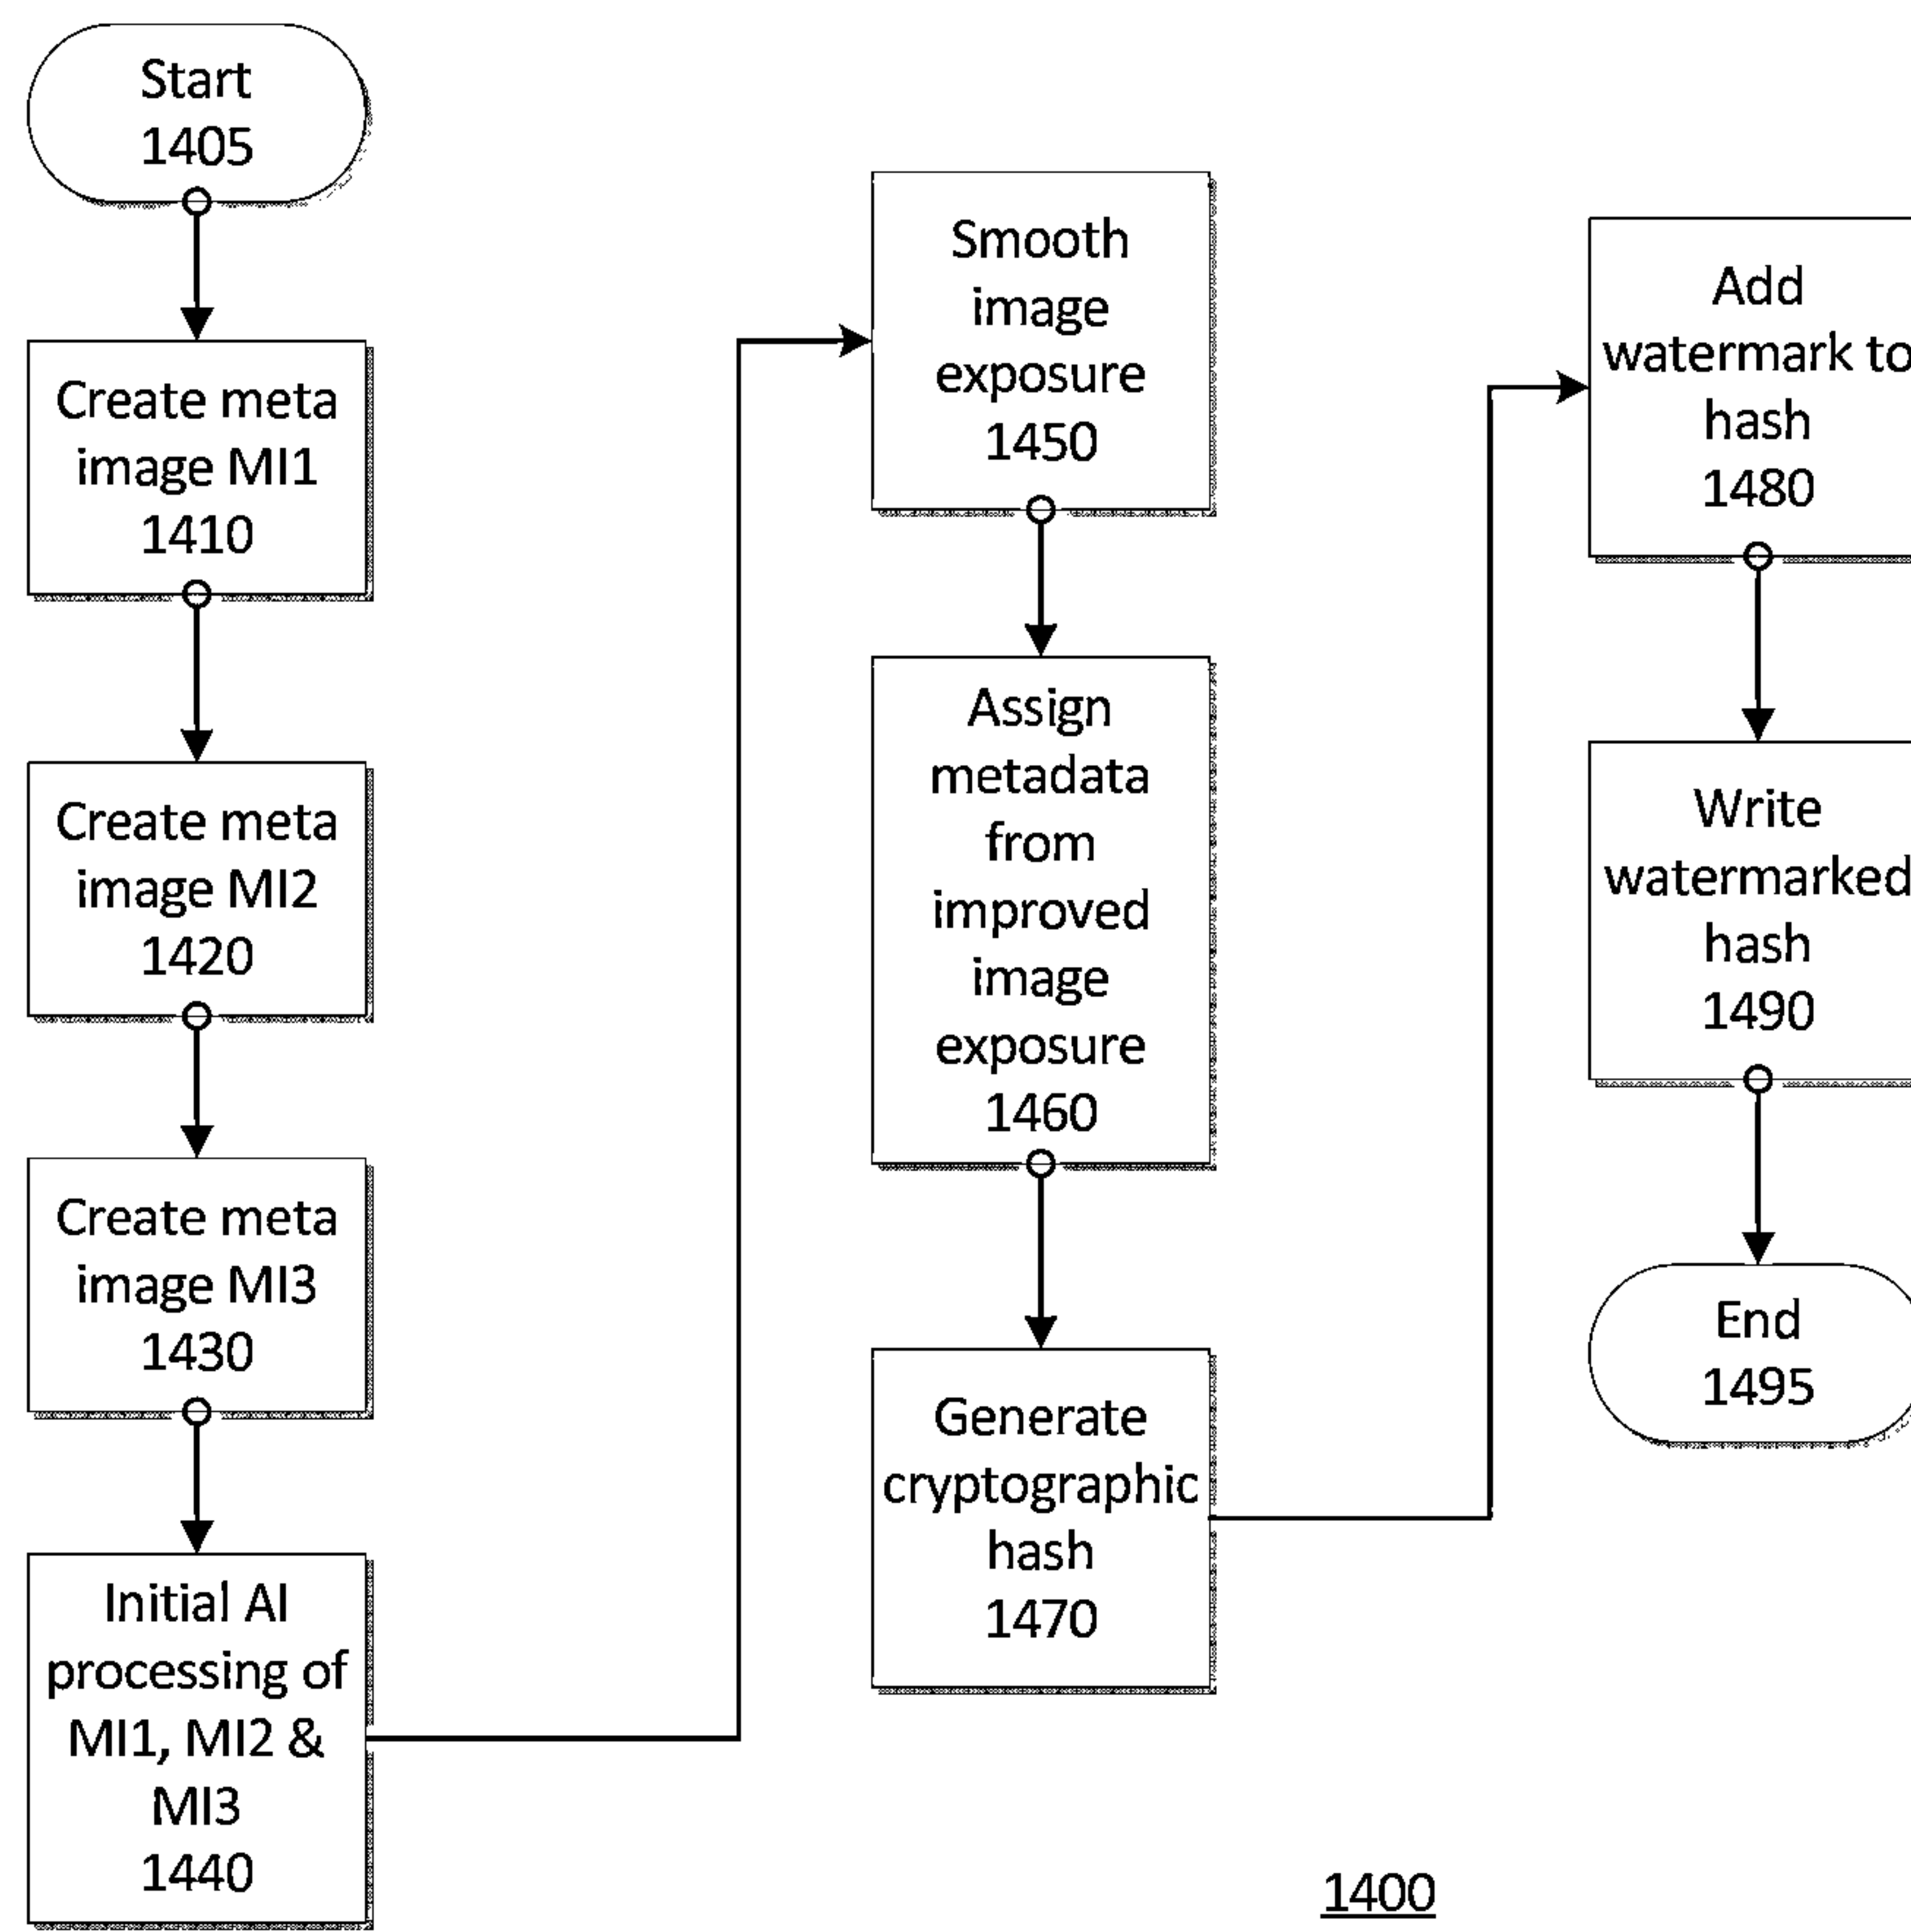 Start
1405
Create meta
image MI1
1410
Create meta
image MI2
1420
Create meta
image MI3
1430
Initial AI
processing of
MI1, MI2 &
MI3
1440
Smooth
image
exposure
1450
Assign
metadata
from
improved
image
exposure
1460
Generate
cryptographic
hash
1470
Add
watermark to
hash
1480
Write
watermarked
hash
1490
End
1495
1400